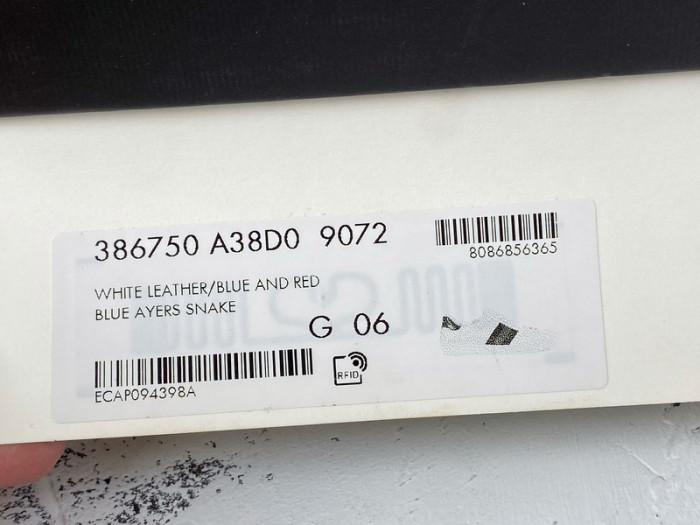 386750 A38D0 9072
8086856365
WHITE LEATHER/BLUE AND RED
BLUE AYERS SNAKE
G 06
RFID
ECAP094398A